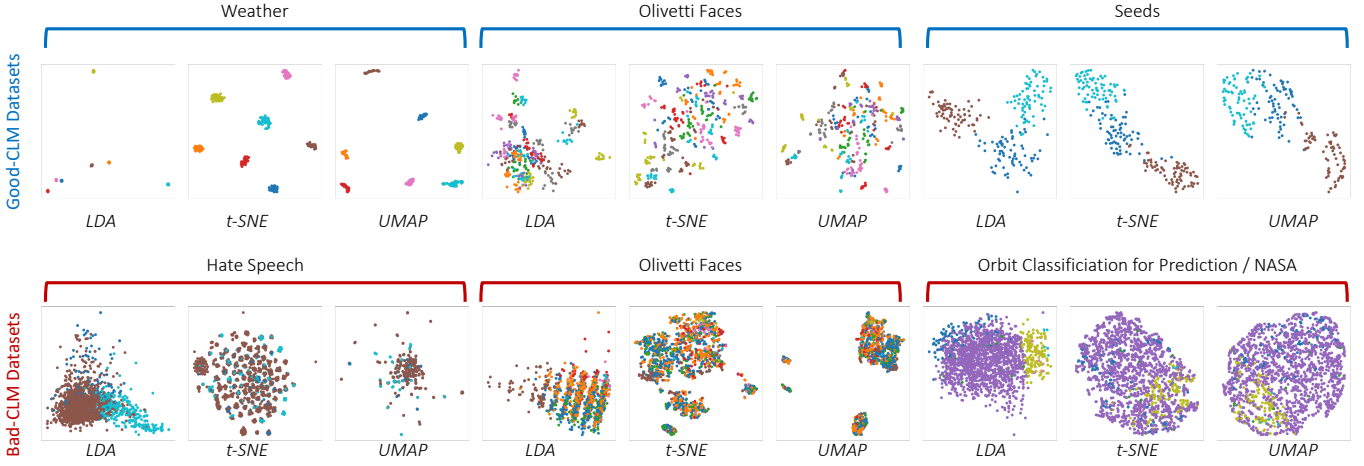 Weather
Olivetti Faces
Seeds
Good-CLM Datasets
LDA
t-SNE
UMAP
LDA
t-SNE
UMAP
LDA
t-SNE
UMAP
Hate Speech
Olivetti Faces
Orbit Classificiation for Prediction / NASA
Bad-CLM Datasets
LDA
t-SNE
UMAP
LDA
t-SNE
UMAP
LDA
t-SNE
UMAP